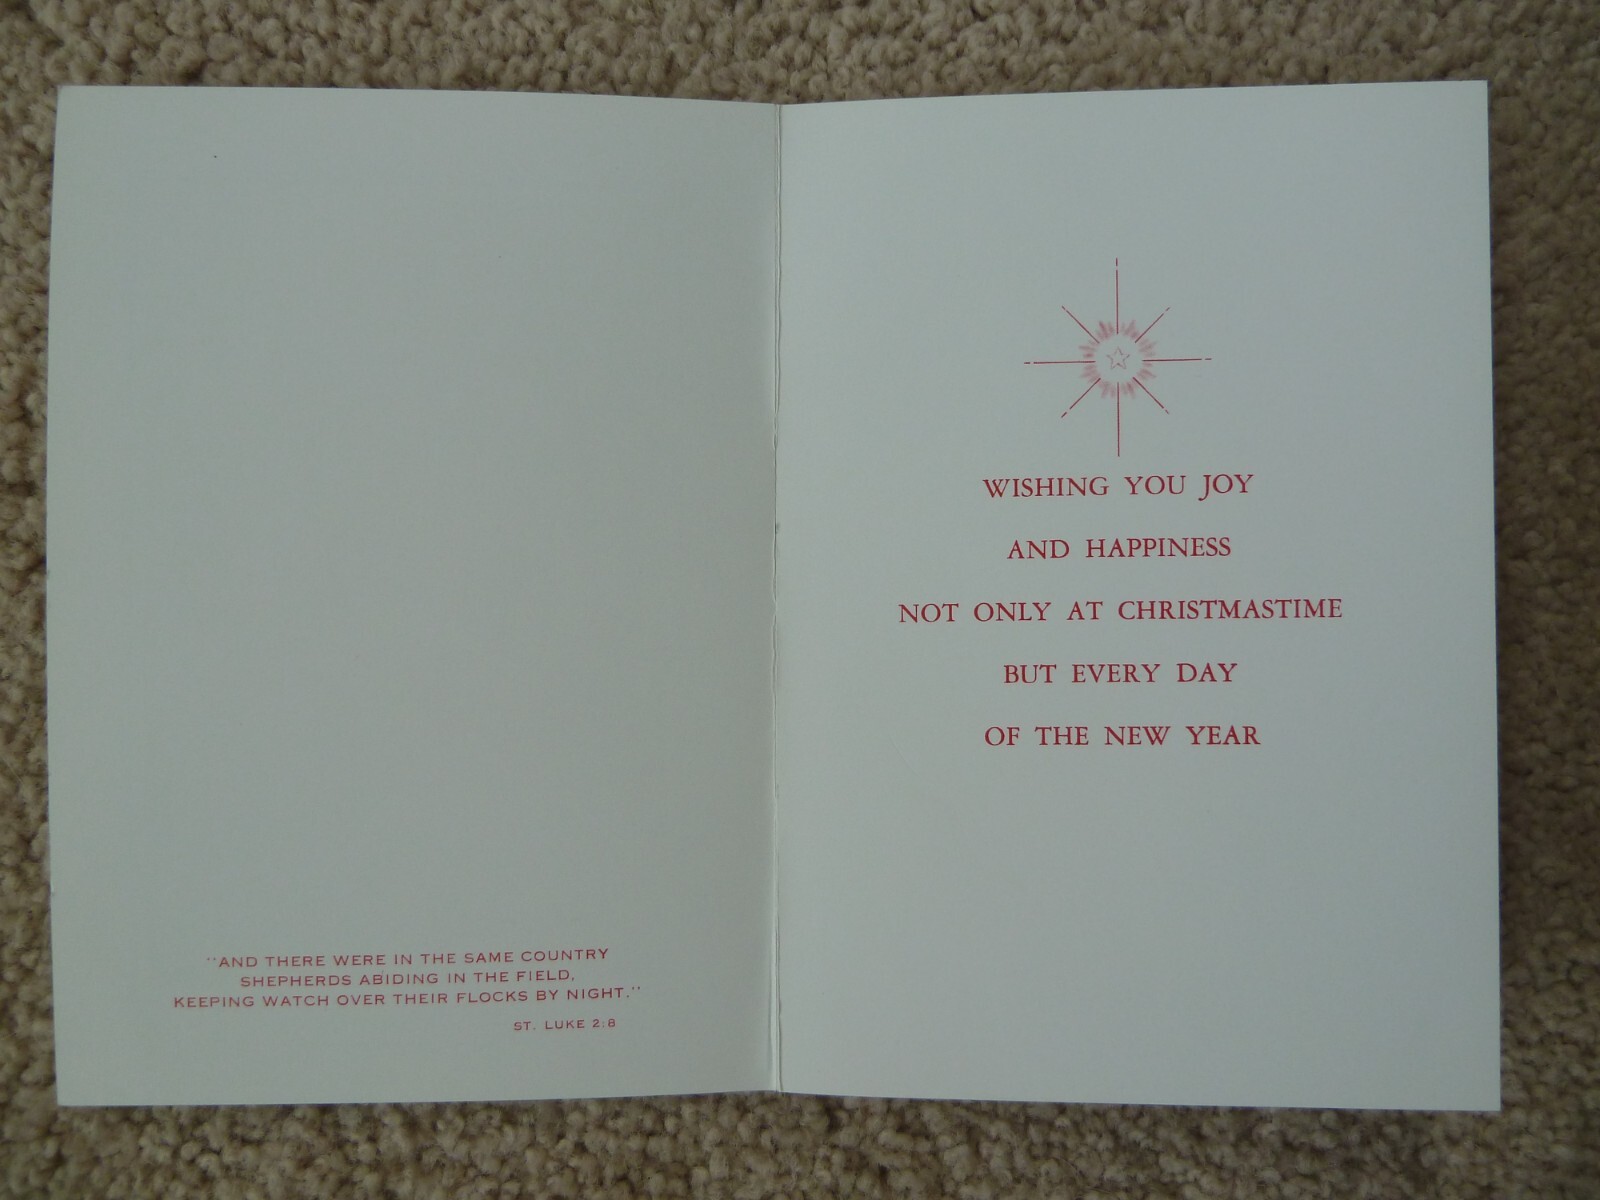 "AND THERE WERE IN THE SAME COUNTRY
SHEPHERDS ABIDING IN THE FIELD,
KEEPING WATCH OVER THEIR FLOCKS BY NIGHT."
ST. LUKE 2:8
WISHING YOU JOY
AND HAPPINESS
NOT ONLY AT CHRISTMASTIME
BUT EVERY DAY
OF THE NEW YEAR